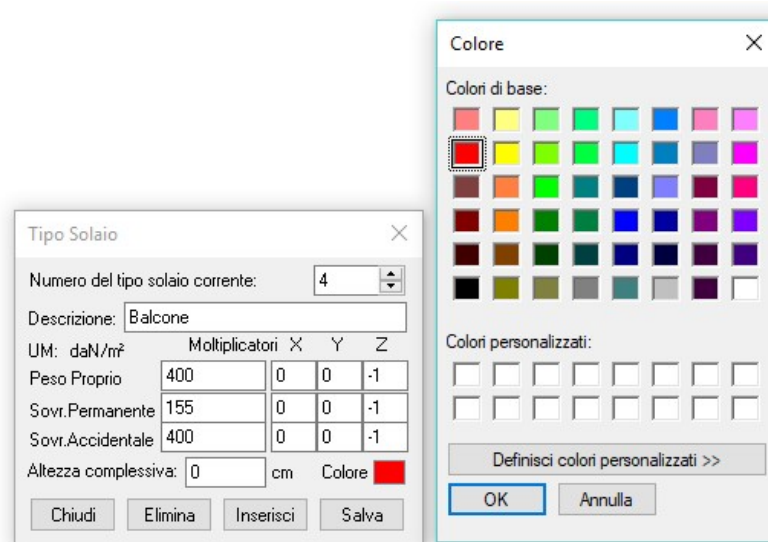 Tipo Solaio
Numero del tipo solaio corrente: 4
Descrizione: Balcone
UM: daN/m² Moltiplicatori X Y Z
Peso Proprio 400 0 0 -1
Sovr.Permanente 155 0 0 -1
Sovr.Accidentale 400 0 0 -1
Altezza complessiva: 0 cm Colore
Chiudi Elimina Inserisci Salva
Colore
Colori di base:
Colori personalizzati:
Definisci colori personalizzati >>
OK Annulla